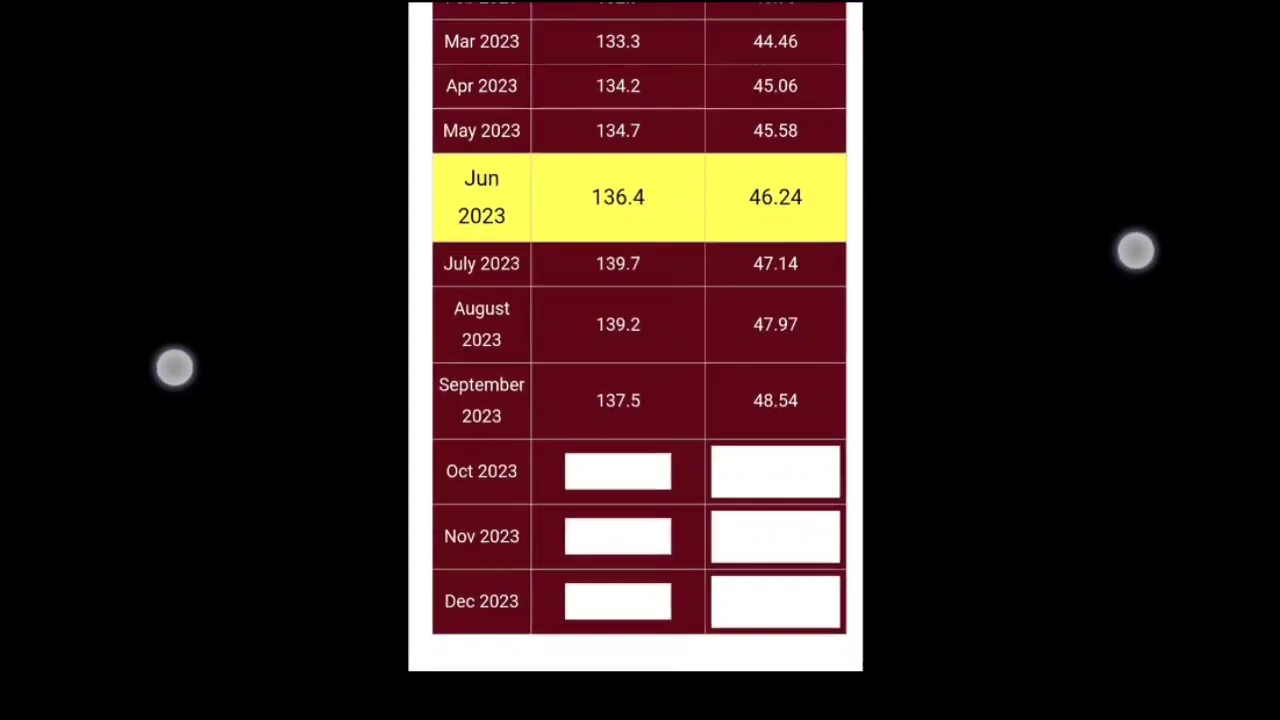 Mar 2023 133.3 44.46
Apr 2023 134.2 45.06
May 2023 134.7 45.58
Jun
2023 136.4 46.24
July 2023 139.7 47.14
August
2023 139.2 47.97
September
2023 137.5 48.54
Oct 2023
Nov 2023
Dec 2023